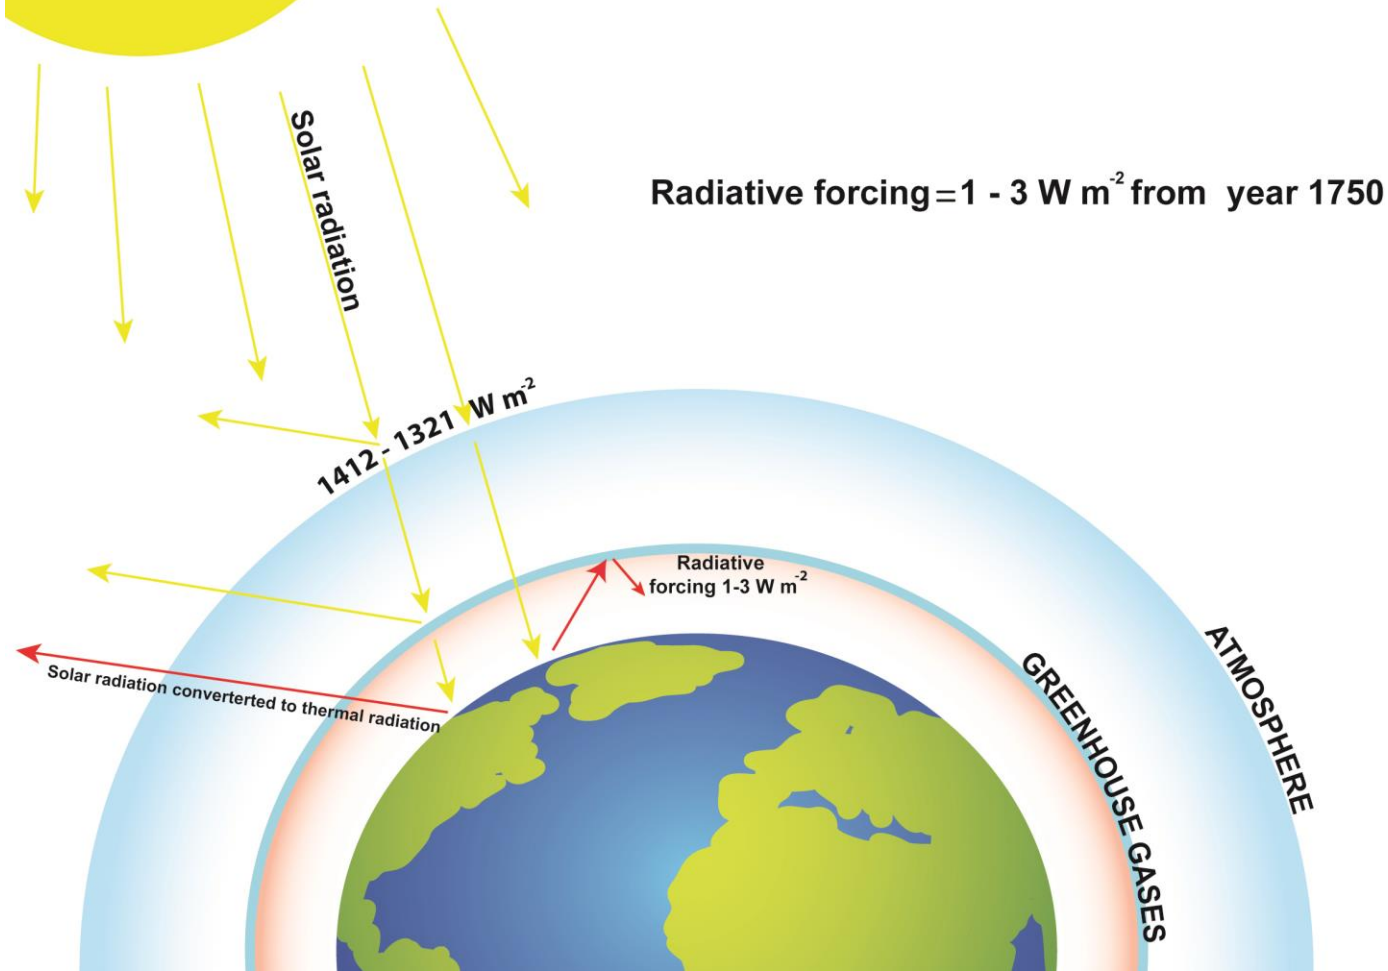 Solar radiation
Radiative forcing=1 - 3 W m-2 from year 1750
1412 - 1321 W m-2
Radiative
forcing 1-3 W m-2
Solar radiation converterted to thermal radiation
GREENHOUSE GASES
ATMOSPHERE